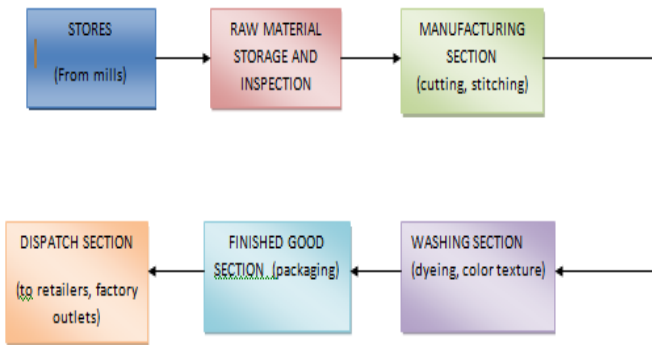 STORES
(From mills)
RAW MATERIAL
STORAGE AND
INSPECTION
MANUFACTURING
SECTION
(cutting, stitching)
DISPATCH SECTION
(to retailers, factory
outlets)
FINISHED GOOD
SECTION (packaging)
WASHING SECTION
(dyeing, color texture)